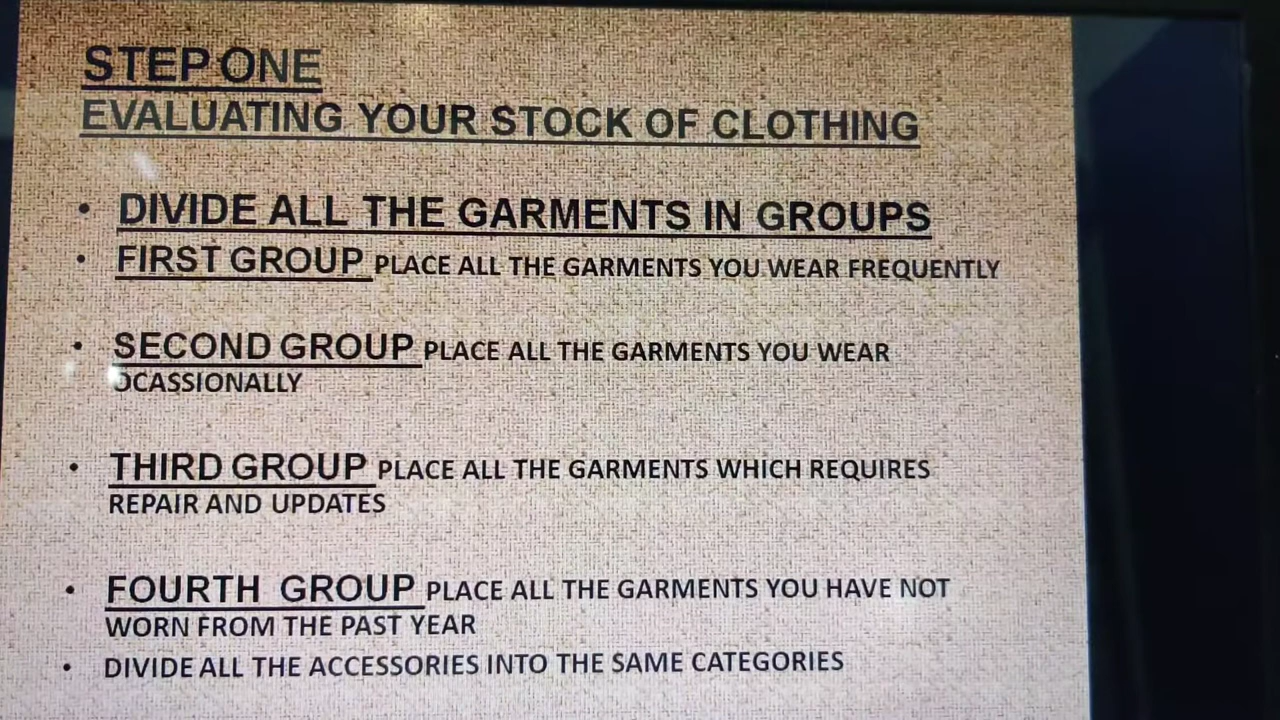 STEP ONE
EVALUATING YOUR STOCK OF CLOTHING
• DIVIDE ALL THE GARMENTS IN GROUPS
• FIRST GROUP PLACE ALL THE GARMENTS YOU WEAR FREQUENTLY
• SECOND GROUP PLACE ALL THE GARMENTS YOU WEAR
OCASSIONALLY
• THIRD GROUP PLACE ALL THE GARMENTS WHICH REQUIRES
REPAIR AND UPDATES
• FOURTH GROUP PLACE ALL THE GARMENTS YOU HAVE NOT
WORN FROM THE PAST YEAR
• DIVIDE ALL THE ACCESSORIES INTO THE SAME CATEGORIES